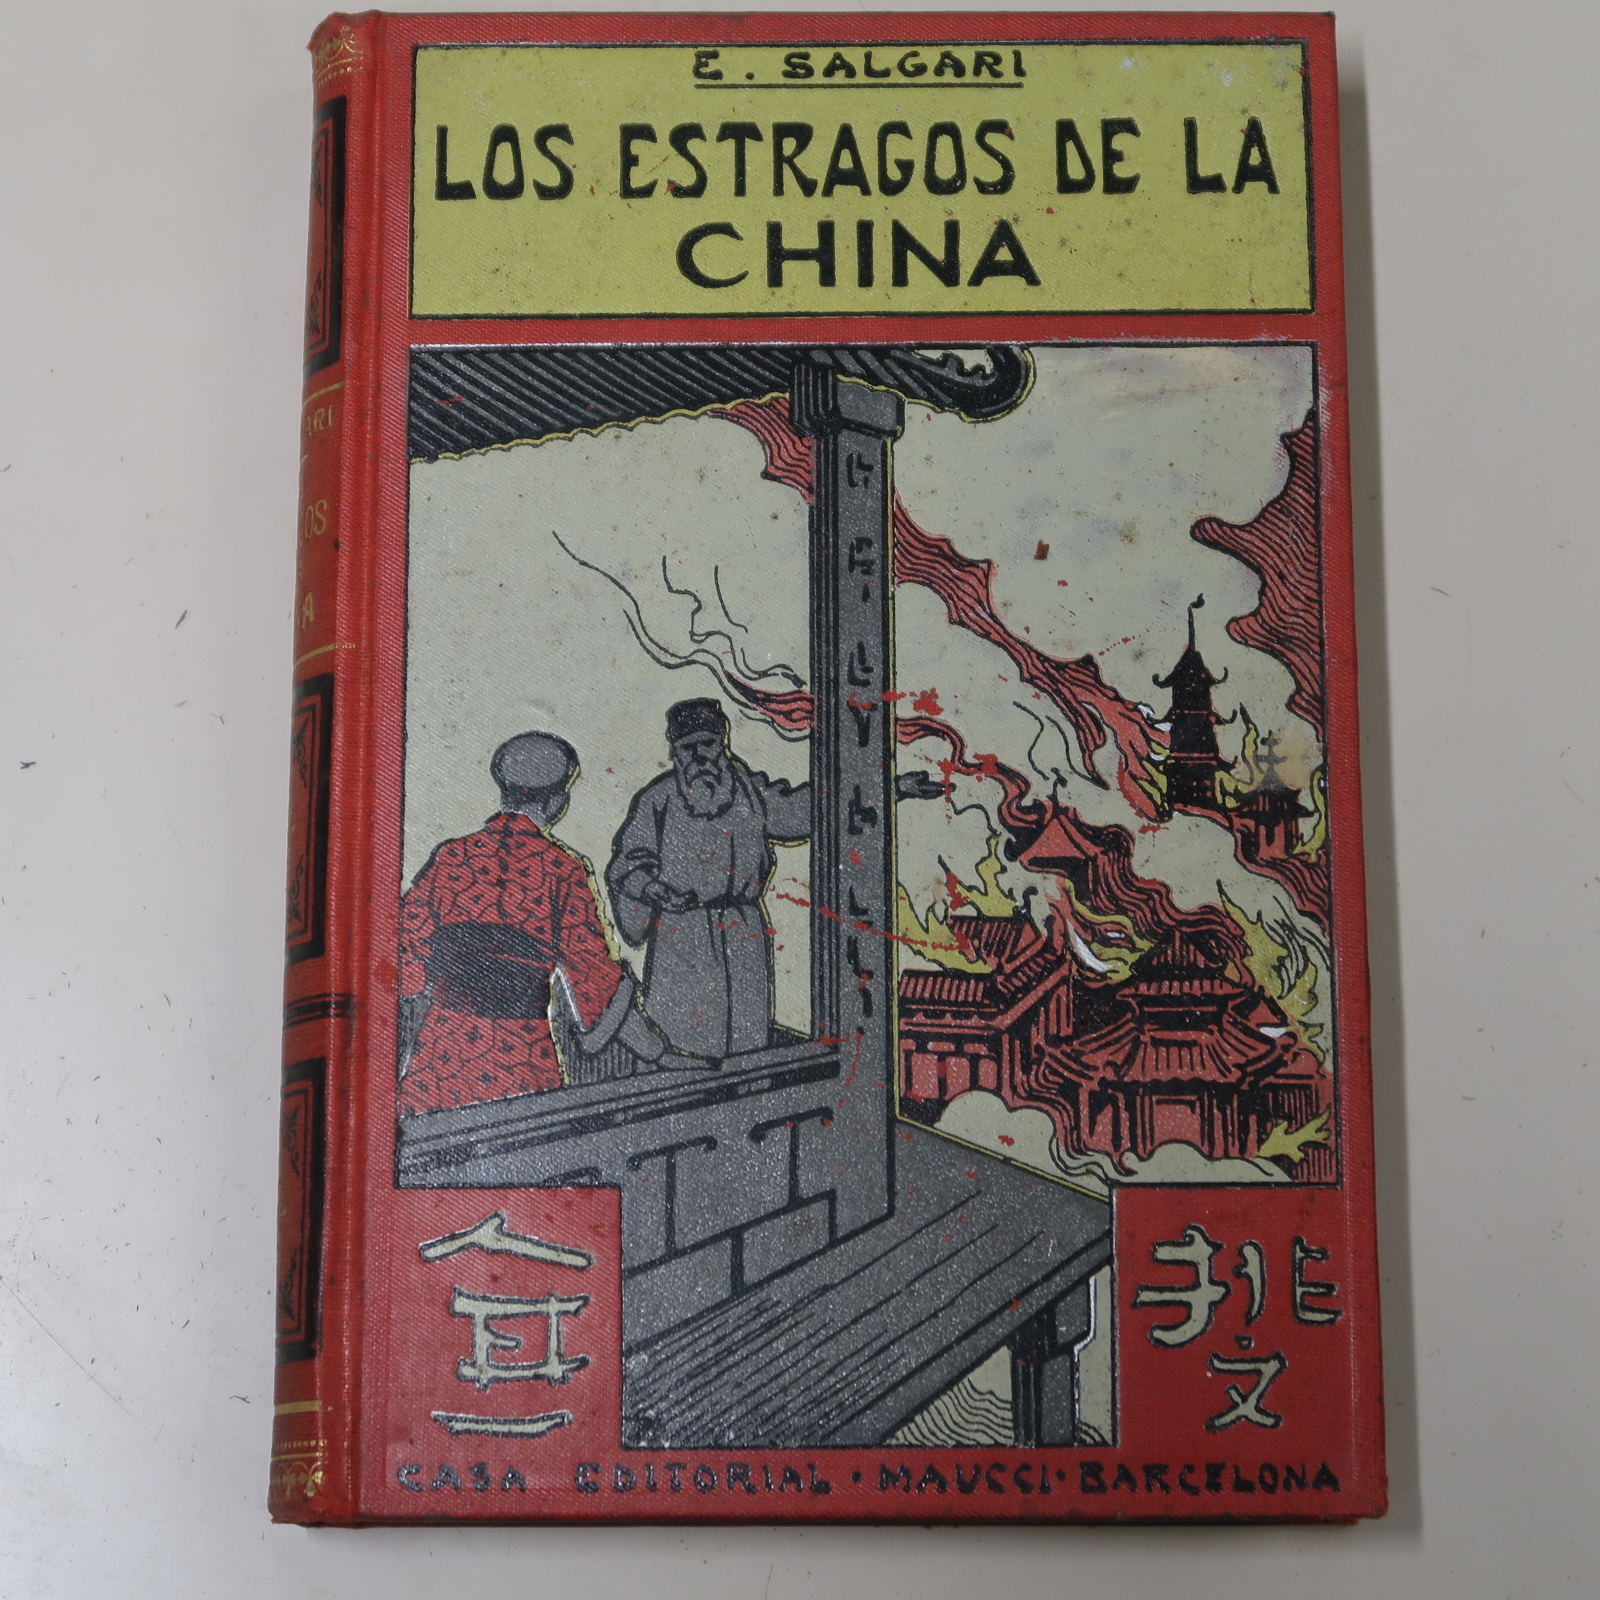 E. SALGARI
LOS ESTRAGOS DE LA
CHINA
CASA EDITORIAL · MAUCCI · BARCELONA